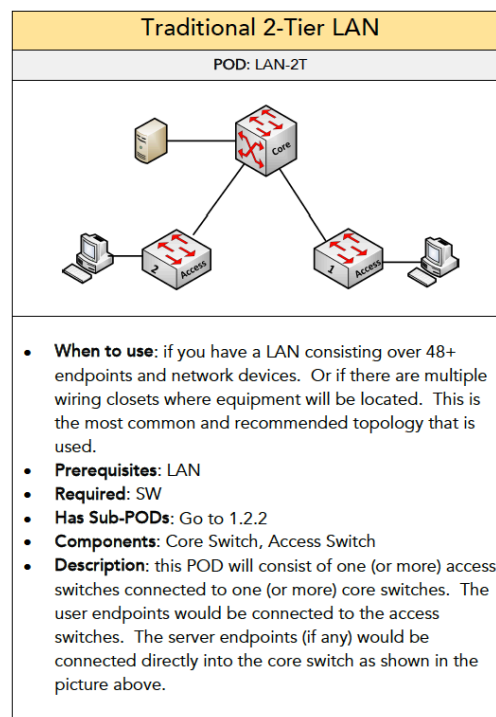 Traditional 2-Tier LAN
POD: LAN-2T
Core
2 Access
1 Access
• When to use: if you have a LAN consisting over 48+
endpoints and network devices. Or if there are multiple
wiring closets where equipment will be located. This is
the most common and recommended topology that is
used.
• Prerequisites: LAN
• Required: SW
• Has Sub-PODs: Go to 1.2.2
• Components: Core Switch, Access Switch
• Description: this POD will consist of one (or more) access
switches connected to one (or more) core switches. The
user endpoints would be connected to the access
switches. The server endpoints (if any) would be
connected directly into the core switch as shown in the
picture above.